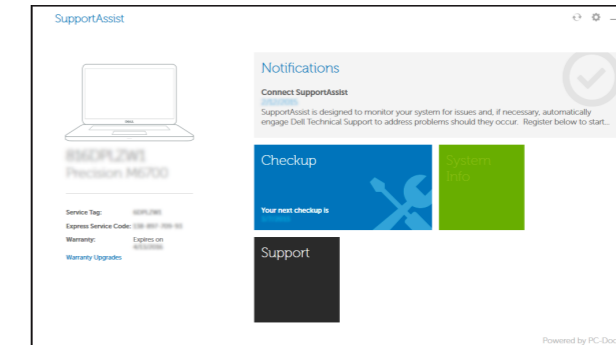 SupportAssist
Notifications
Connect SupportAssist
SupportAssist is designed to monitor your system for issues and, if necessary, automatically
engage Dell Technical Support to address problems should they occur. Register below to start...
DELL
Precision M6700
Checkup
System
Info
Your next checkup is
Service Tag:
Express Service Code:
Warranty: Expires on
Warranty Upgrades
Support
Powered by PC-Doc